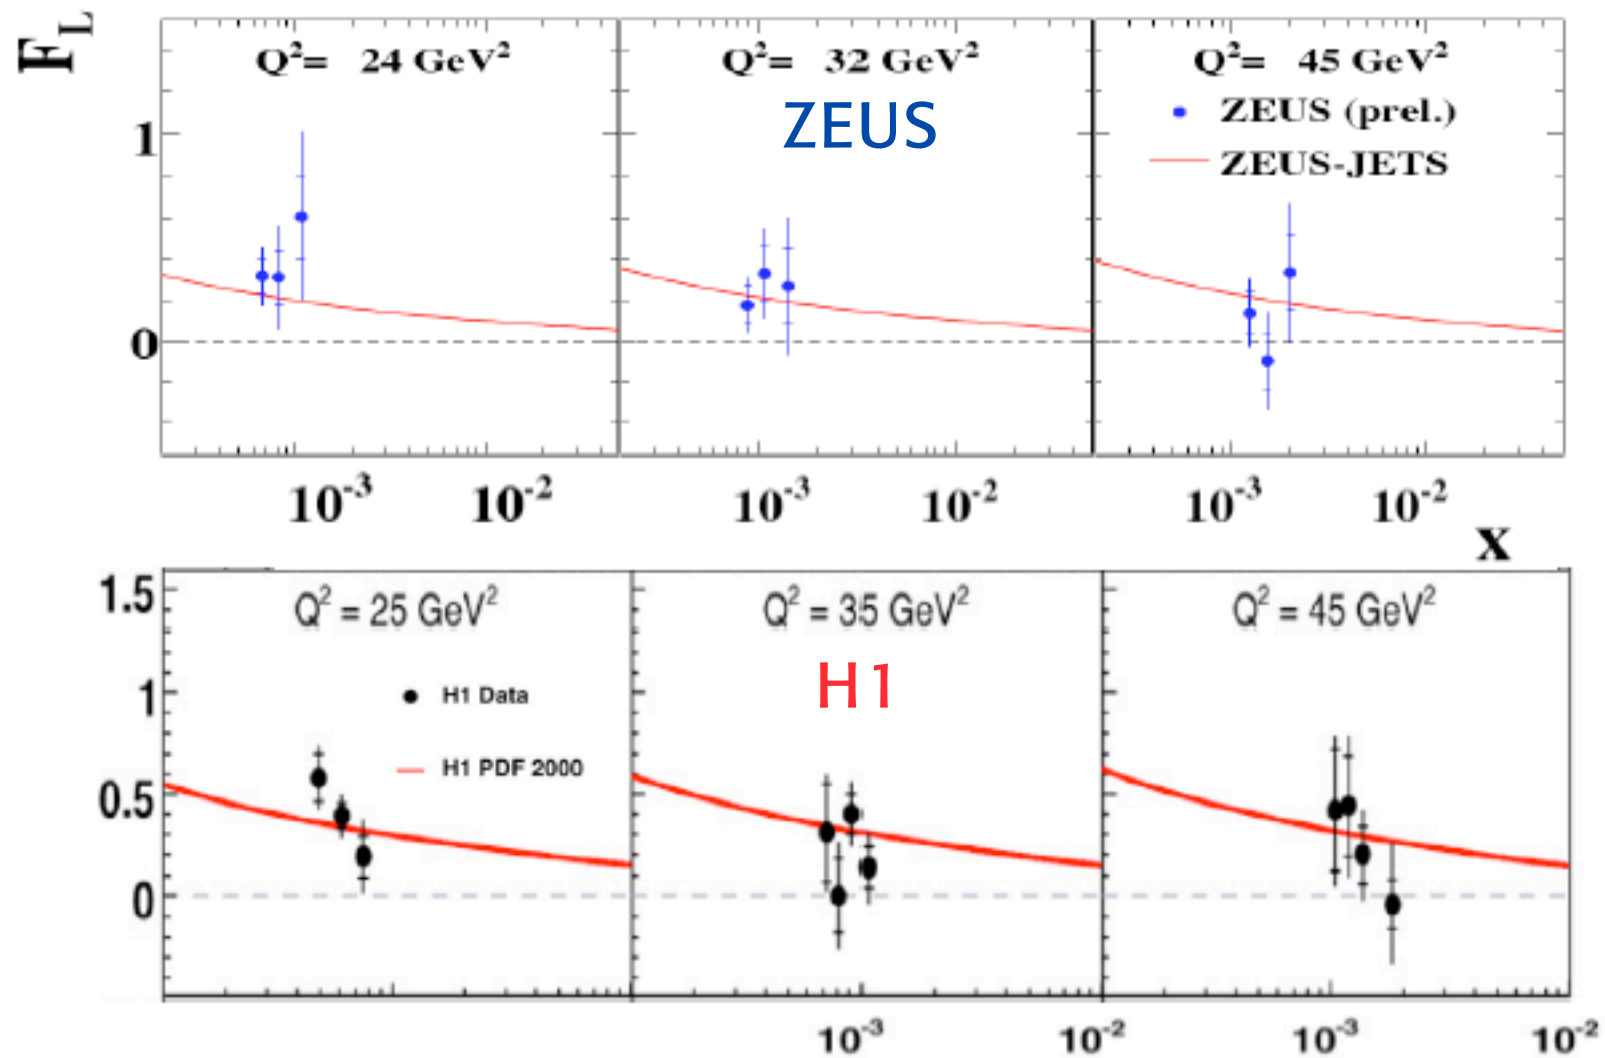 F_L
Q²= 24 GeV²
Q²= 32 GeV²
Q²= 45 GeV²
ZEUS
ZEUS (prel.)
ZEUS-JETS
1
0
10⁻³ 10⁻² 10⁻³ 10⁻² 10⁻³ 10⁻²
x
1.5
Q² = 25 GeV²
Q² = 35 GeV²
Q² = 45 GeV²
H1
H1 Data
H1 PDF 2000
1
0.5
0
10⁻³ 10⁻² 10⁻³ 10⁻²